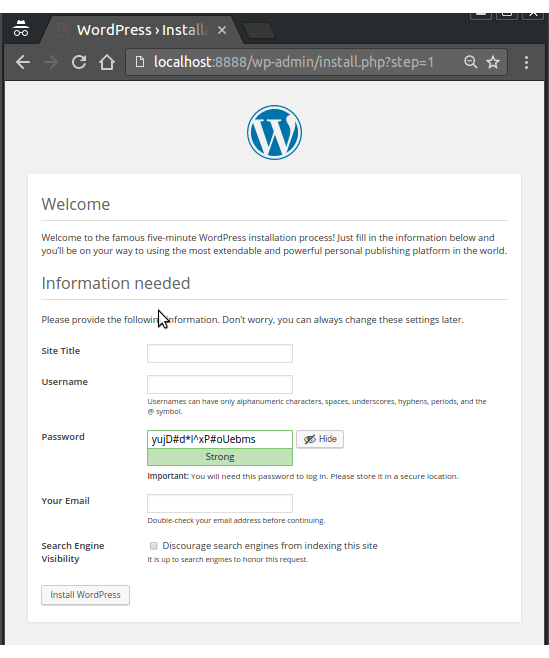 WordPress › Installa
localhost:8888/wp-admin/install.php?step=1
Welcome
Welcome to the famous five-minute WordPress installation process! Just fill in the information below and
you'll be on your way to using the most extendable and powerful personal publishing platform in the world.
Information needed
Please provide the following information. Don't worry, you can always change these settings later.
Site Title
Username
Usernames can have only alphanumeric characters, spaces, underscores, hyphens, periods, and the
@ symbol.
Password
yujD#d*l^xP#oUebms
Hide
Strong
Important: You will need this password to log in. Please store it in a secure location.
Your Email
Double-check your email address before continuing.
Search Engine
Visibility
Discourage search engines from indexing this site
It is up to search engines to honor this request.
Install WordPress